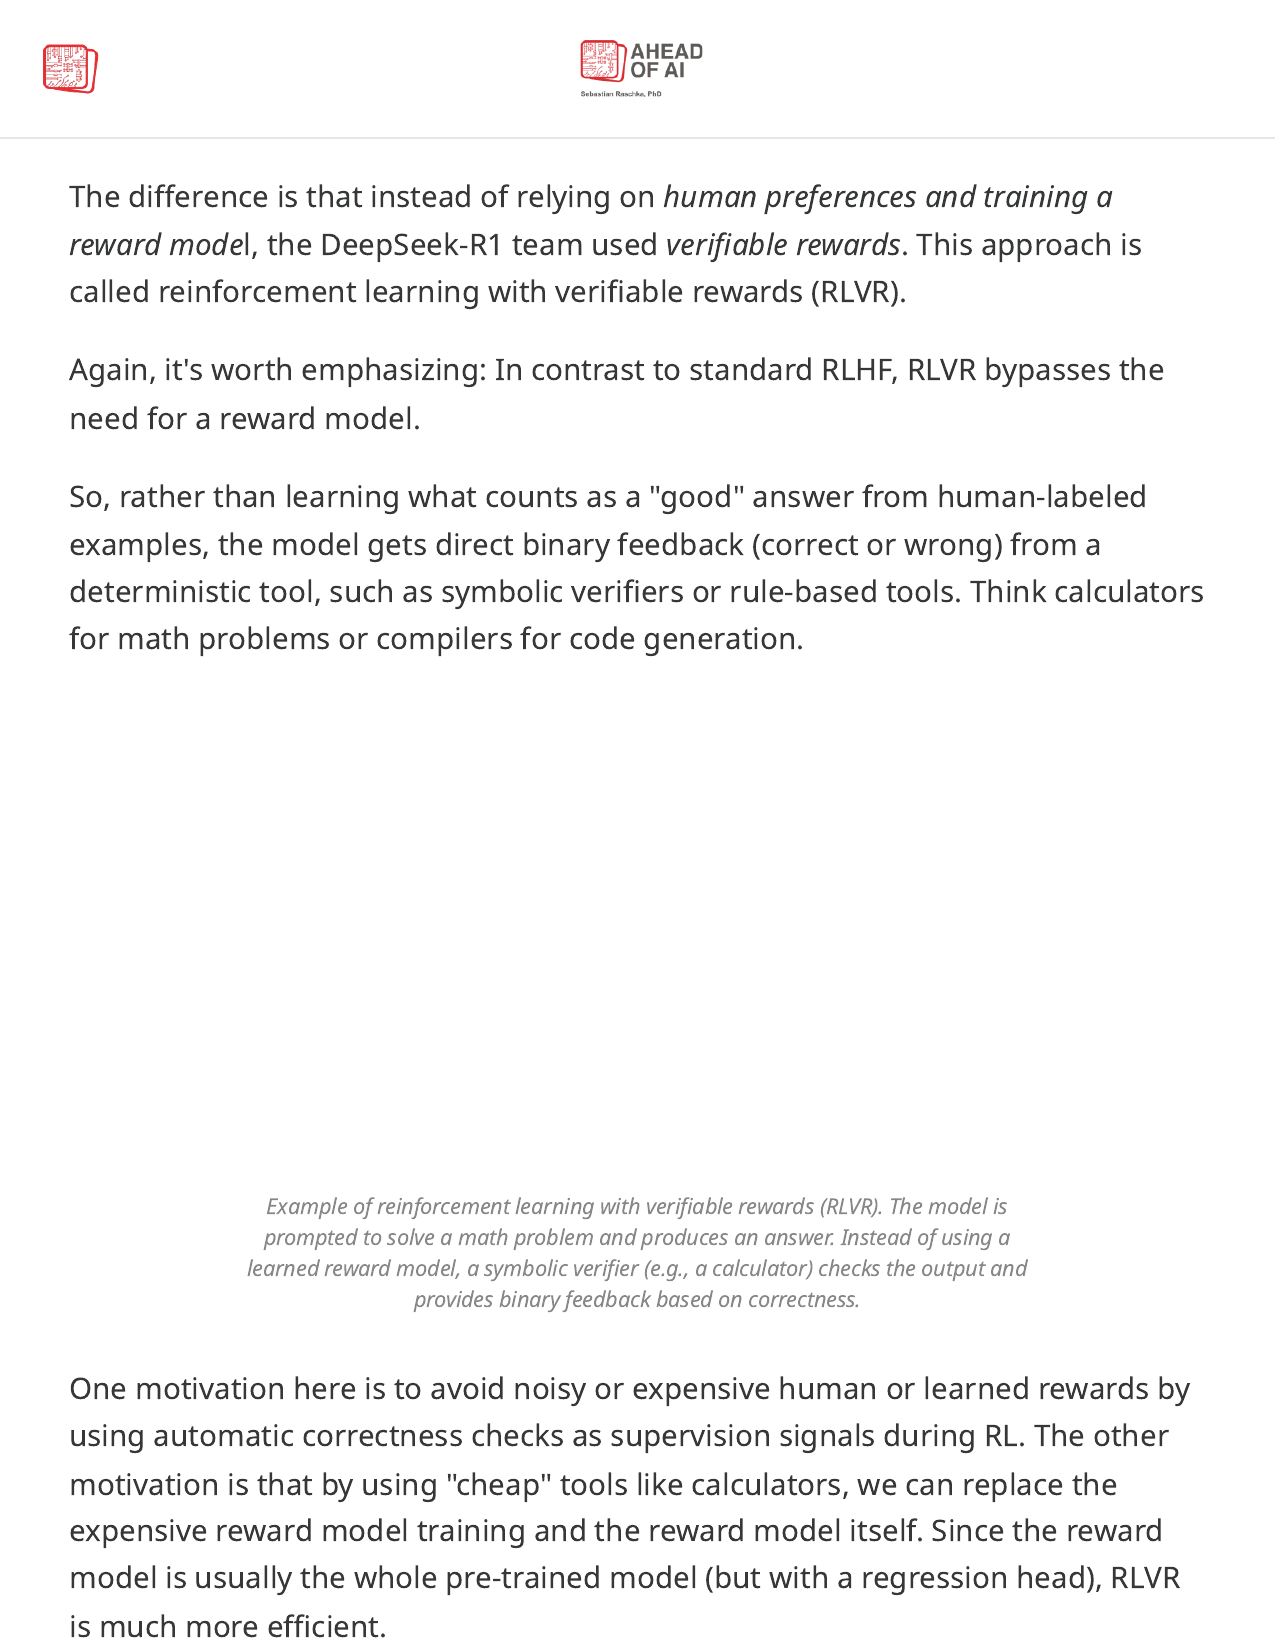 AHEAD
OF AI
Sebastian Raschka, PhD
The difference is that instead of relying on human preferences and training a
reward model, the DeepSeek-R1 team used verifiable rewards. This approach is
called reinforcement learning with verifiable rewards (RLVR).
Again, it's worth emphasizing: In contrast to standard RLHF, RLVR bypasses the
need for a reward model.
So, rather than learning what counts as a "good" answer from human-labeled
examples, the model gets direct binary feedback (correct or wrong) from a
deterministic tool, such as symbolic verifiers or rule-based tools. Think calculators
for math problems or compilers for code generation.
Example of reinforcement learning with verifiable rewards (RLVR). The model is
prompted to solve a math problem and produces an answer. Instead of using a
learned reward model, a symbolic verifier (e.g., a calculator) checks the output and
provides binary feedback based on correctness.
One motivation here is to avoid noisy or expensive human or learned rewards by
using automatic correctness checks as supervision signals during RL. The other
motivation is that by using "cheap" tools like calculators, we can replace the
expensive reward model training and the reward model itself. Since the reward
model is usually the whole pre-trained model (but with a regression head), RLVR
is much more efficient.